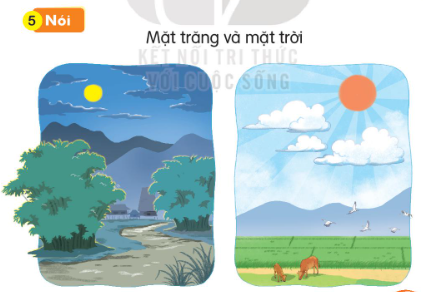 5 Nói
Mặt trăng và mặt trời
KẾT NỐI TRI THỨC
VỚI CUỘC SỐNG